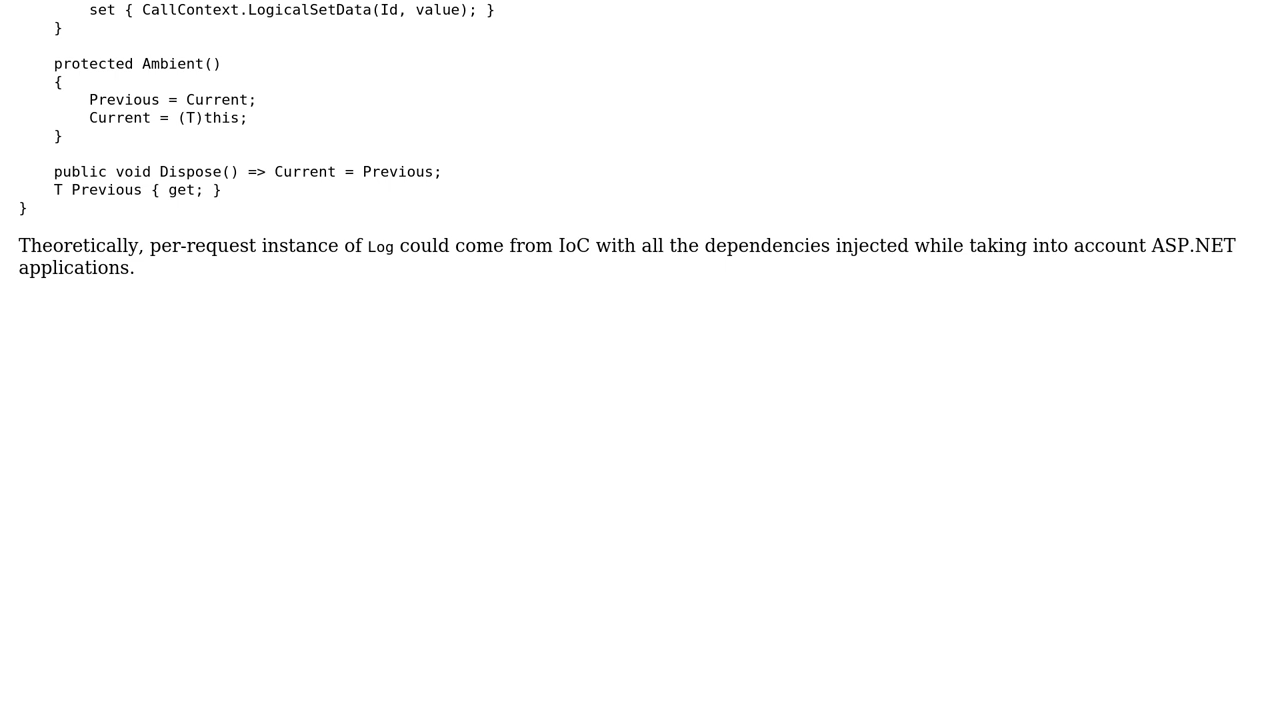 set { CallContext.LogicalSetData(Id, value); }
    }

    protected Ambient()
    {
        Previous = Current;
        Current = (T)this;
    }

    public void Dispose() => Current = Previous;
    T Previous { get; }
}
Theoretically, per-request instance of Log could come from IoC with all the dependencies injected while taking into account ASP.NET
applications.